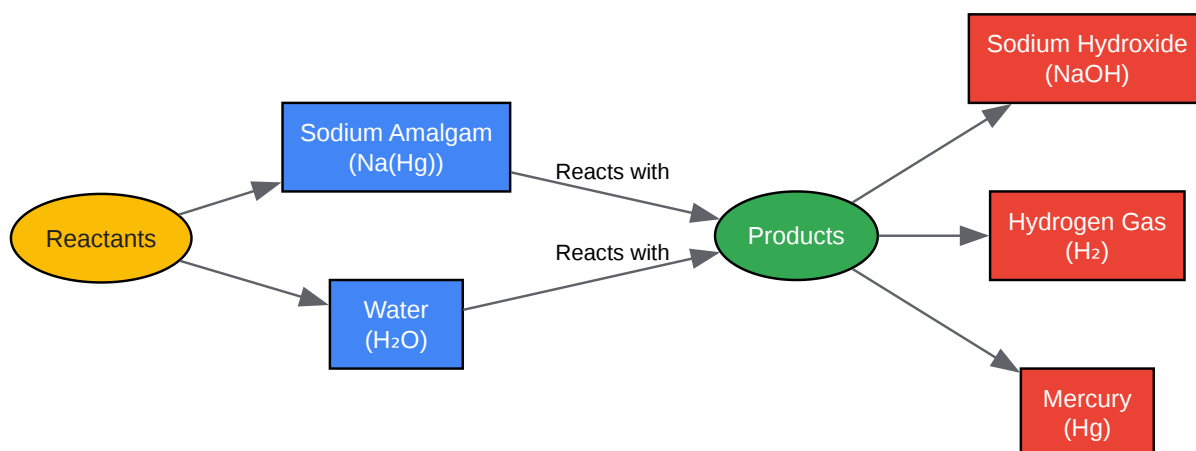 Reactants
Sodium Amalgam
(Na(Hg))
Water
(H₂O)
Reacts with
Reacts with
Products
Sodium Hydroxide
(NaOH)
Hydrogen Gas
(H₂)
Mercury
(Hg)